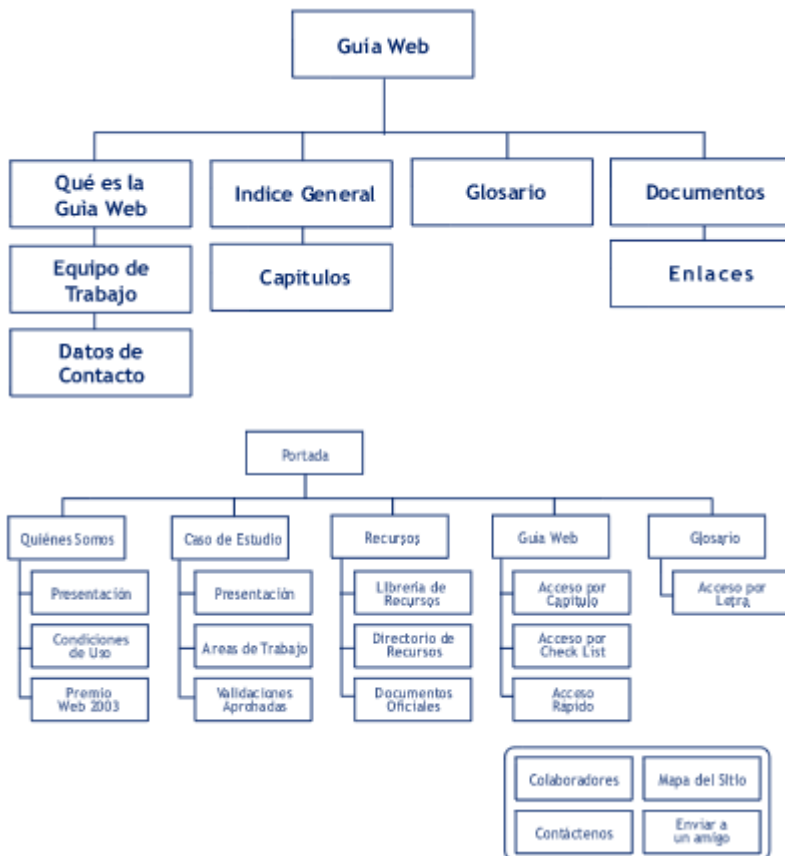 Guía Web
Qué es la
Guia Web
Indice General
Glosario
Documentos
Equipo de
Trabajo
Capitulos
Enlaces
Datos de
Contacto
Portada
Quiénes Somos
Caso de Estudio
Recursos
Guia Web
Glosario
Presentación
Presentación
Librería de
Recursos
Acceso por
Capítulo
Acceso por
Letra
Condiciones
de Uso
Areas de Trabajo
Directorio de
Recursos
Acceso por
Check List
Premio
Web 2003
Validaciones
Aprobadas
Documentos
Oficiales
Acceso
Rápido
Colaboradores
Mapa del Sitio
Contáctenos
Enviar a
un amigo